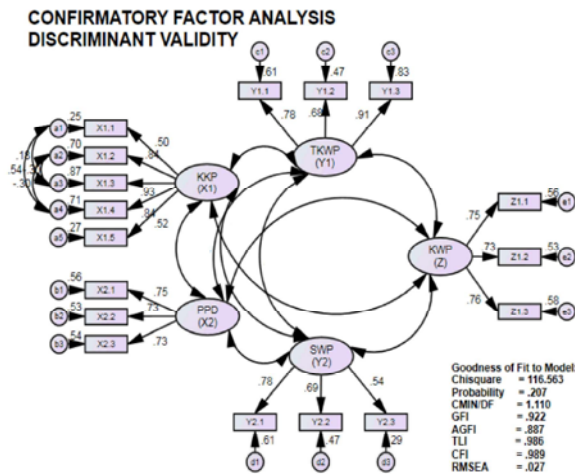 CONFIRMATORY FACTOR ANALYSIS
DISCRIMINANT VALIDITY
c1 c2 c3
.61 .47 .83
Y1.1 Y1.2 Y1.3
.78 .68 .91
TKWP
(Y1)
a1 .25 X1.1 .50
a2 .70 X1.2 .84
a3 .87 X1.3 .93
a4 .71 X1.4 .84
a5 .27 X1.5 .52
.54 -.30
KKP
(X1)
KWP
(Z)
.75 Z1.1 .56 e1
.73 Z1.2 .53 e2
.76 Z1.3 .58 e3
b1 .56 X2.1 .75
b2 .53 X2.2 .73
b3 .54 X2.3 .73
PPD
(X2)
SWP
(Y2)
.78 .69 .54
Y2.1 Y2.2 Y2.3
.61 .47 .29
d1 d2 d3
Goodness of Fit to Model:
Chisquare = 116.563
Probability = .207
CMIN/DF = 1.110
GFI = .922
AGFI = .887
TLI = .986
CFI = .989
RMSEA = .027